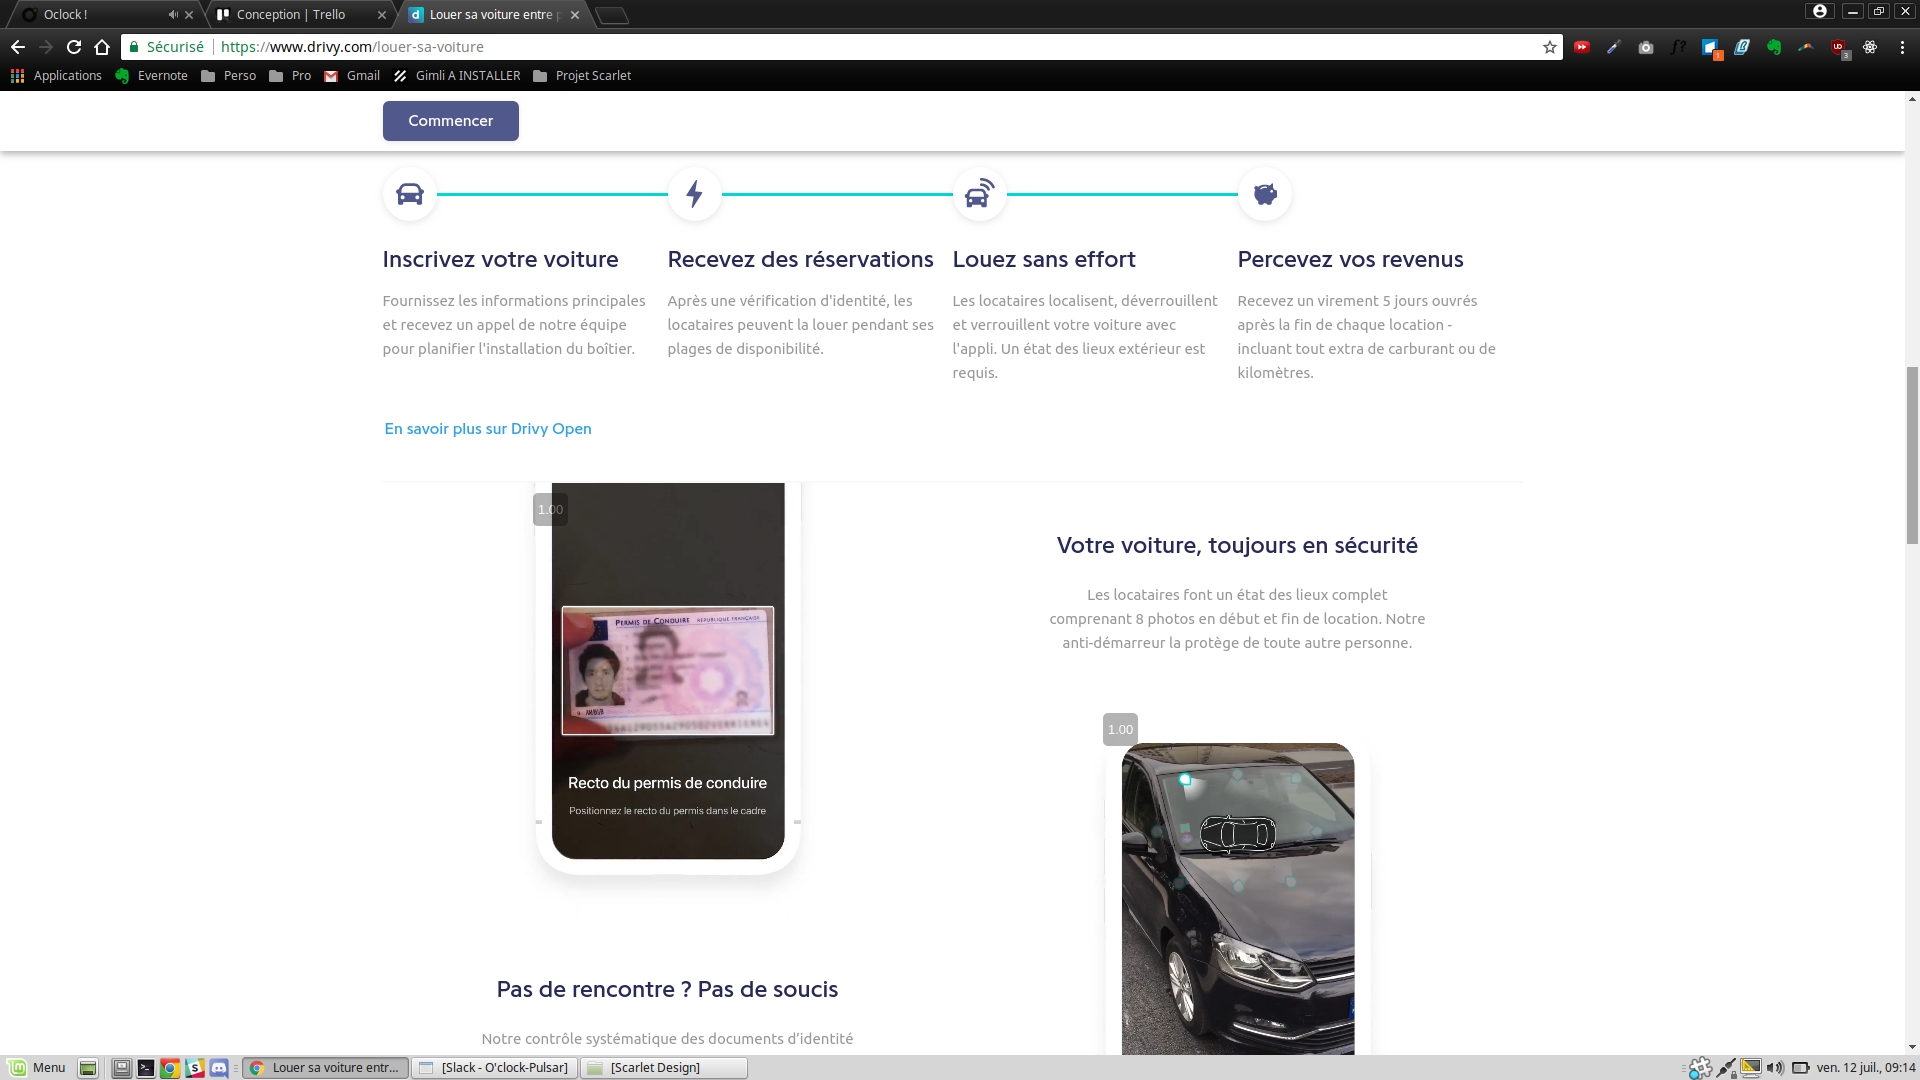 Oclock !
Conception | Trello
Louer sa voiture entre p
Sécurisé
https://www.drivy.com/louer-sa-voiture
Applications
Evernote
Perso
Pro
Gmail
Gimli A INSTALLER
Projet Scarlet
Commencer
Inscrivez votre voiture
Fournissez les informations principales
et recevez un appel de notre équipe
pour planifier l'installation du boîtier.
Recevez des réservations
Après une vérification d'identité, les
locataires peuvent la louer pendant ses
plages de disponibilité.
Louez sans effort
Les locataires localisent, déverrouillent
et verrouillent votre voiture avec
l'appli. Un état des lieux extérieur est
requis.
Percevez vos revenus
Recevez un virement 5 jours ouvrés
après la fin de chaque location -
incluant tout extra de carburant ou de
kilomètres.
En savoir plus sur Drivy Open
1.00
PERMIS DE CONDUIRE RÉPUBLIQUE FRANÇAISE
Recto du permis de conduire
Positionnez le recto du permis dans le cadre
Votre voiture, toujours en sécurité
Les locataires font un état des lieux complet
comprenant 8 photos en début et fin de location. Notre
anti-démarreur la protège de toute autre personne.
1.00
Pas de rencontre ? Pas de soucis
Notre contrôle systématique des documents d'identité
Menu
Louer sa voiture entr...
[Slack - O'clock-Pulsar]
[Scarlet Design]
ven. 12 juil., 09:14